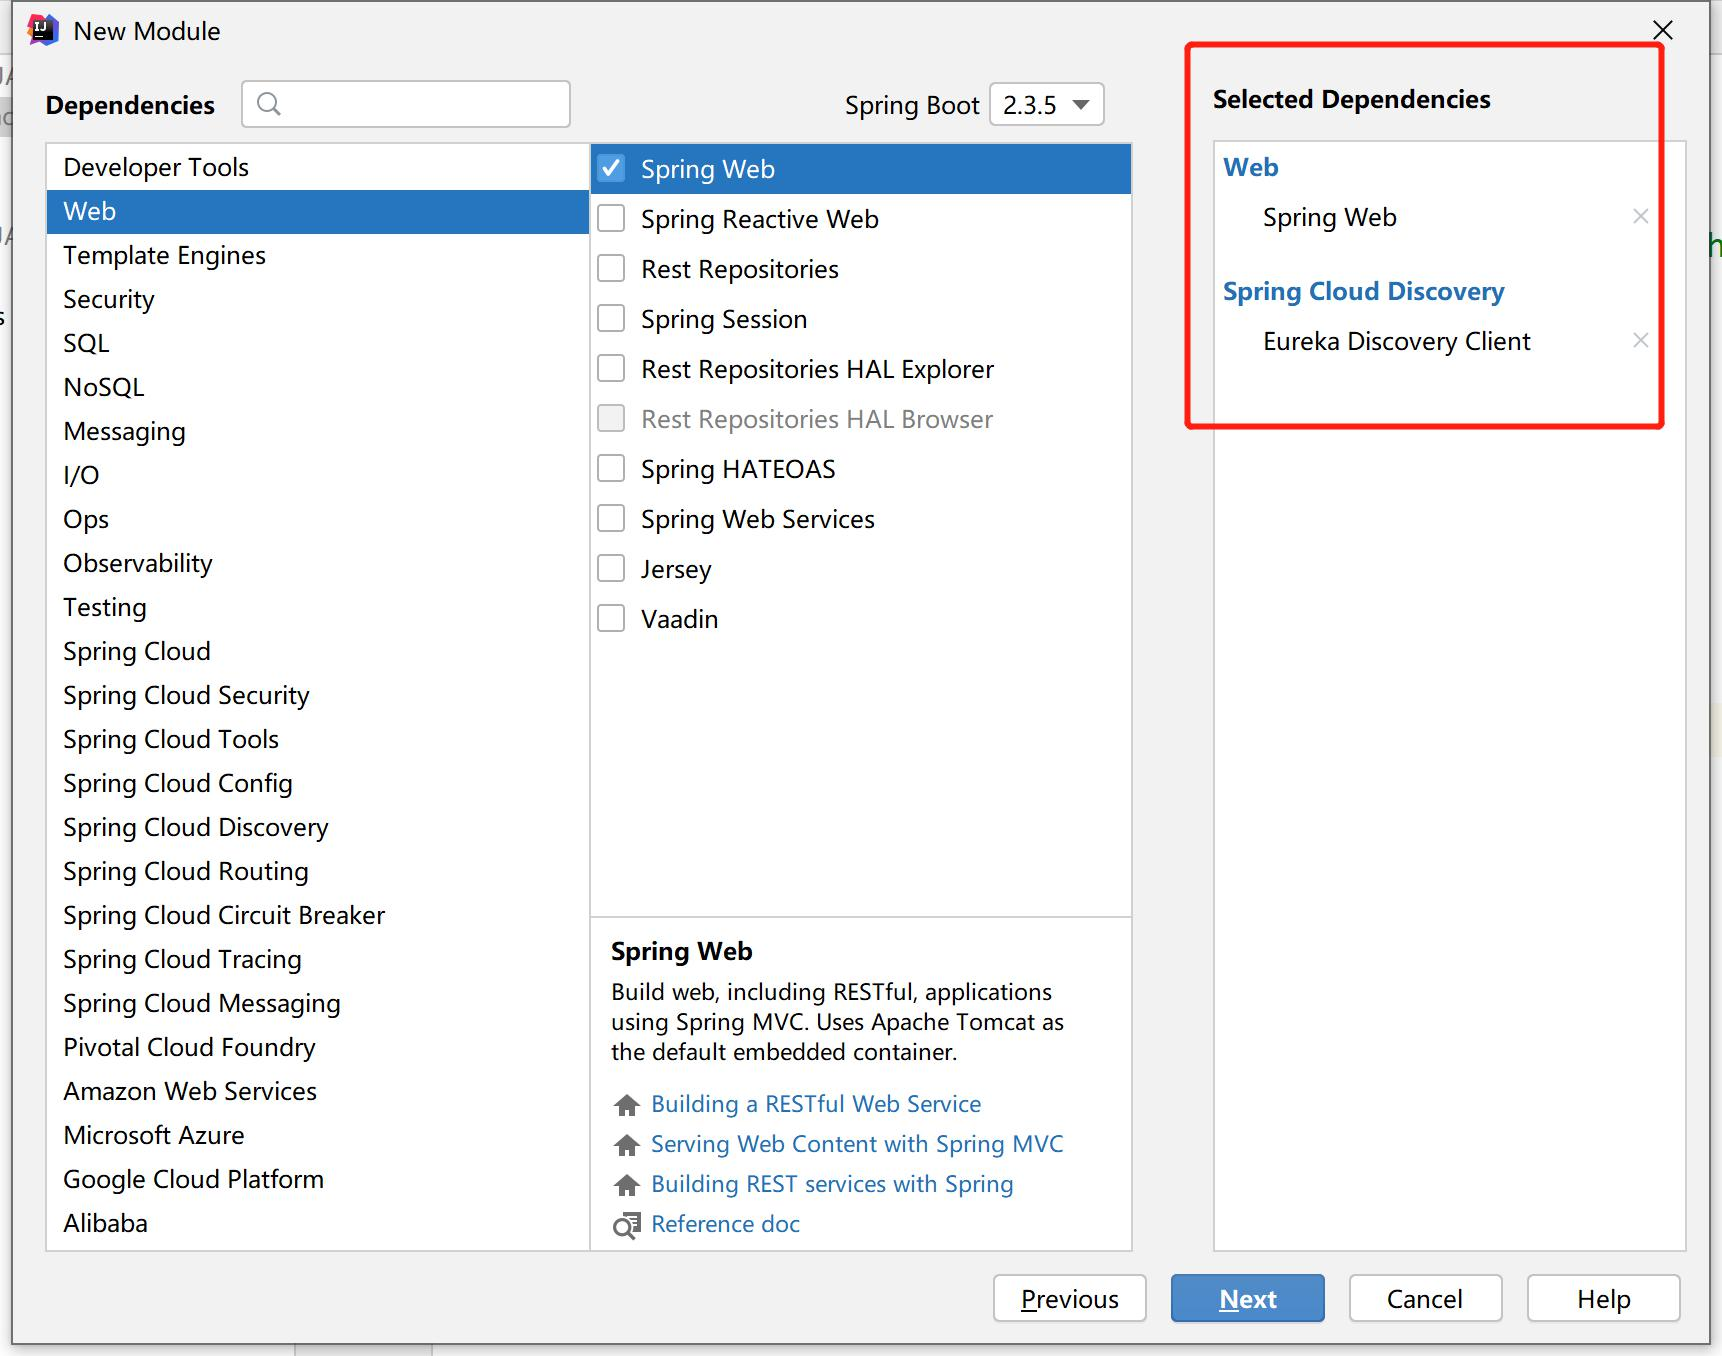 New Module
Dependencies
Spring Boot 2.3.5
Selected Dependencies
Developer Tools
Web
Template Engines
Security
SQL
NoSQL
Messaging
I/O
Ops
Observability
Testing
Spring Cloud
Spring Cloud Security
Spring Cloud Tools
Spring Cloud Config
Spring Cloud Discovery
Spring Cloud Routing
Spring Cloud Circuit Breaker
Spring Cloud Tracing
Spring Cloud Messaging
Pivotal Cloud Foundry
Amazon Web Services
Microsoft Azure
Google Cloud Platform
Alibaba
Spring Web
Spring Reactive Web
Rest Repositories
Spring Session
Rest Repositories HAL Explorer
Rest Repositories HAL Browser
Spring HATEOAS
Spring Web Services
Jersey
Vaadin
Spring Web
Build web, including RESTful, applications
using Spring MVC. Uses Apache Tomcat as
the default embedded container.
Building a RESTful Web Service
Serving Web Content with Spring MVC
Building REST services with Spring
Reference doc
Web
Spring Web
Spring Cloud Discovery
Eureka Discovery Client
Previous
Next
Cancel
Help